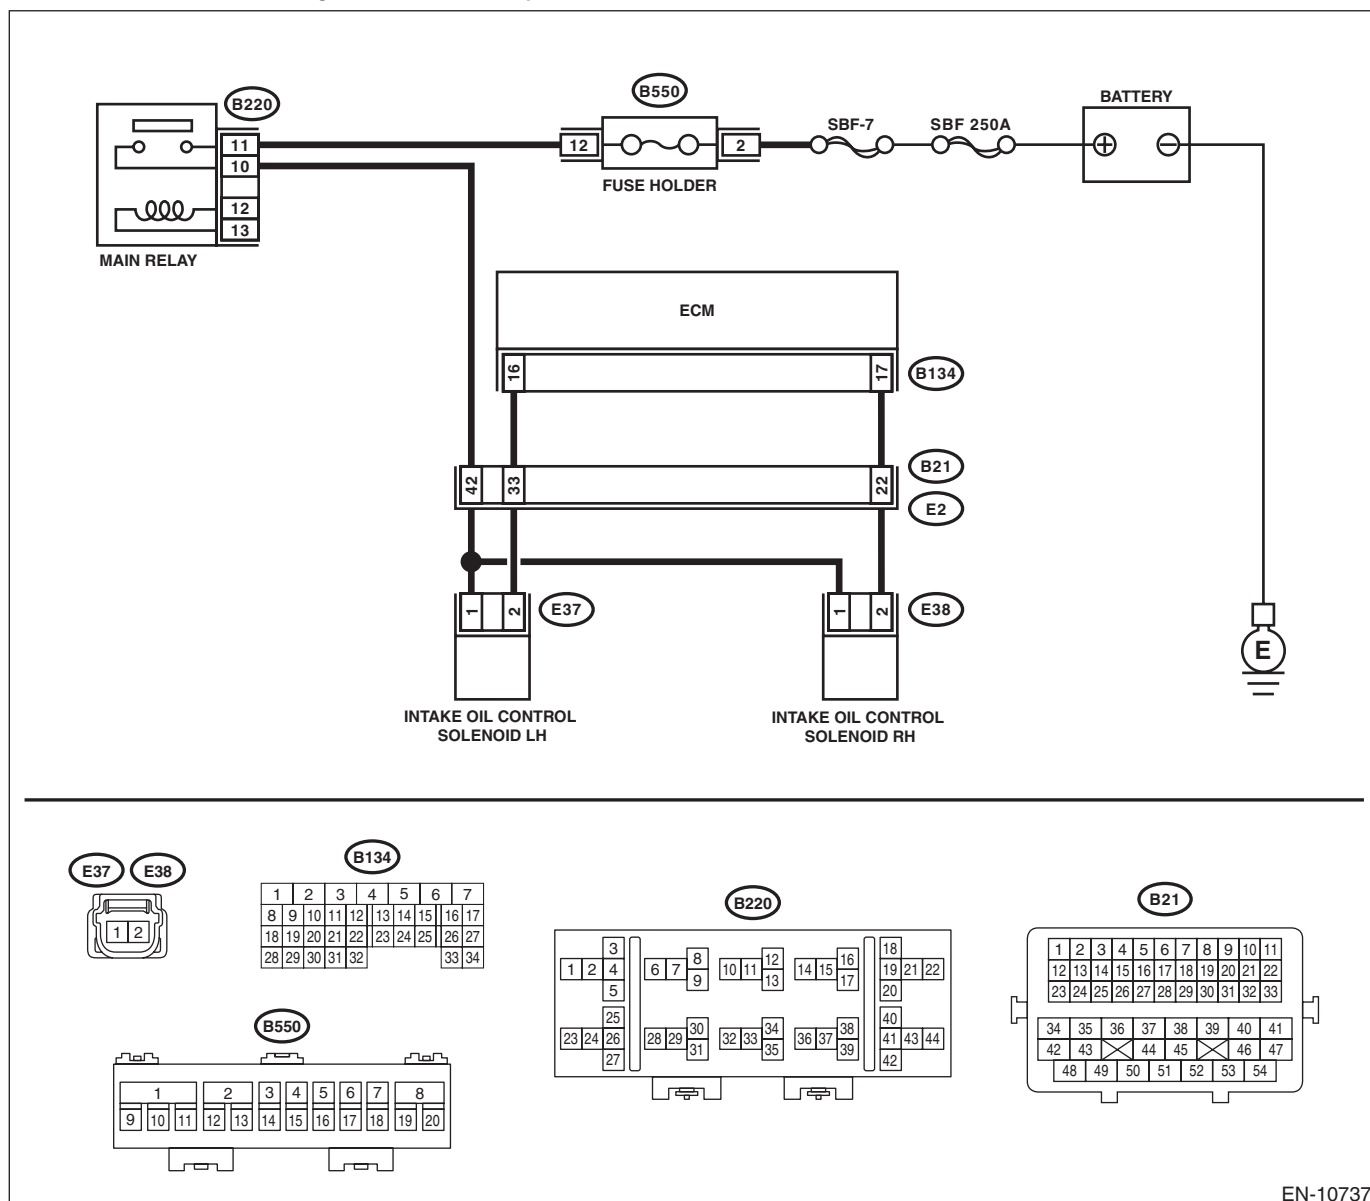 B220
B550
BATTERY
SBF-7
SBF 250A
11
12
2
10
12
13
FUSE HOLDER
MAIN RELAY
ECM
16
17
B134
42
33
22
B21
E2
1
2
E37
1
2
E38
E
INTAKE OIL CONTROL
SOLENOID LH
INTAKE OIL CONTROL
SOLENOID RH
E37
E38
1 2
B134
1 2 3 4 5 6 7
8 9 10 11 12 13 14 15 16 17
18 19 20 21 22 23 24 25 26 27
28 29 30 31 32 33 34
B220
3 8 12 16 18
1 2 4 6 7 10 11 14 15 19 21 22
5 9 13 17 20
25 30 34 38 40
23 24 26 28 29 32 33 36 37 41 43 44
27 31 35 39 42
B21
1 2 3 4 5 6 7 8 9 10 11
12 13 14 15 16 17 18 19 20 21 22
23 24 25 26 27 28 29 30 31 32 33
34 35 36 37 38 39 40 41
42 43 44 45 46 47
48 49 50 51 52 53 54
B550
1 2 3 4 5 6 7 8
9 10 11 12 13 14 15 16 17 18 19 20
EN-10737